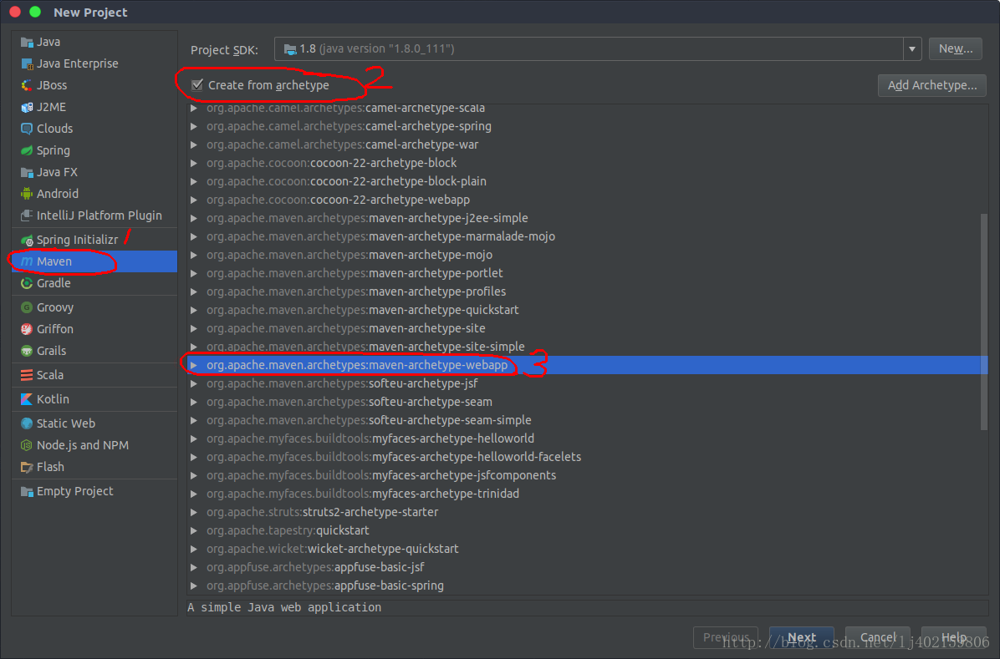 New Project
Java
Java Enterprise
JBoss
J2ME
Clouds
Spring
Java FX
Android
IntelliJ Platform Plugin
Spring Initializr 1
Maven
Gradle
Groovy
Griffon
Grails
Scala
Kotlin
Static Web
Node.js and NPM
Flash
Empty Project
Project SDK: 1.8 (java version "1.8.0_111") New...
Create from archetype 2 Add Archetype...
org.apache.camel.archetypes:camel-archetype-scala
org.apache.camel.archetypes:camel-archetype-spring
org.apache.camel.archetypes:camel-archetype-war
org.apache.cocoon:cocoon-22-archetype-block
org.apache.cocoon:cocoon-22-archetype-block-plain
org.apache.cocoon:cocoon-22-archetype-webapp
org.apache.maven.archetypes:maven-archetype-j2ee-simple
org.apache.maven.archetypes:maven-archetype-marmalade-mojo
org.apache.maven.archetypes:maven-archetype-mojo
org.apache.maven.archetypes:maven-archetype-portlet
org.apache.maven.archetypes:maven-archetype-profiles
org.apache.maven.archetypes:maven-archetype-quickstart
org.apache.maven.archetypes:maven-archetype-site
org.apache.maven.archetypes:maven-archetype-site-simple
org.apache.maven.archetypes:maven-archetype-webapp 3
org.apache.maven.archetypes:softeu-archetype-jsf
org.apache.maven.archetypes:softeu-archetype-seam
org.apache.maven.archetypes:softeu-archetype-seam-simple
org.apache.myfaces.buildtools:myfaces-archetype-helloworld
org.apache.myfaces.buildtools:myfaces-archetype-helloworld-facelets
org.apache.myfaces.buildtools:myfaces-archetype-jsfcomponents
org.apache.myfaces.buildtools:myfaces-archetype-trinidad
org.apache.struts:struts2-archetype-starter
org.apache.tapestry:quickstart
org.apache.wicket:wicket-archetype-quickstart
org.appfuse.archetypes:appfuse-basic-jsf
org.appfuse.archetypes:appfuse-basic-spring
A simple Java web application
Previous Next Cancel Help
http://blog.csdn.net/lj402159806